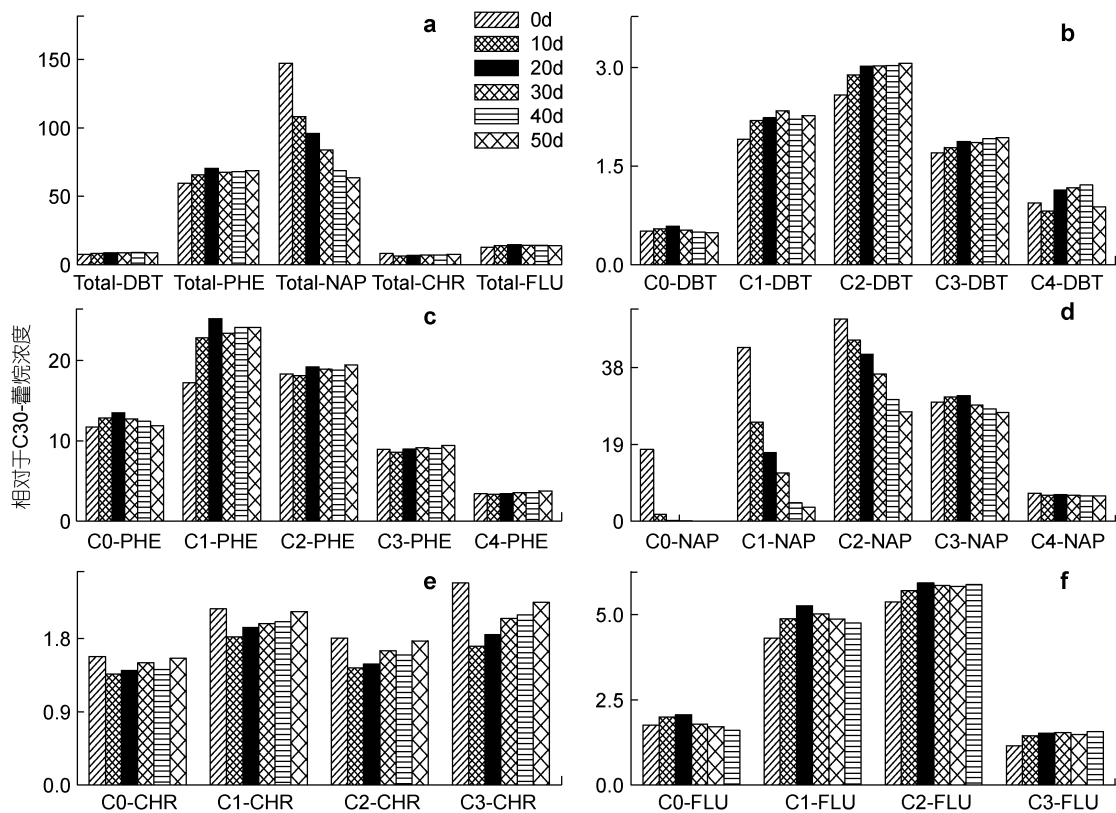 a
0d
10d
20d
30d
40d
50d
150
100
50
0
Total-DBT Total-PHE Total-NAP Total-CHR Total-FLU
b
3.0
1.5
0.0
C0-DBT C1-DBT C2-DBT C3-DBT C4-DBT
相对于C30-藿烷浓度
c
20
10
0
C0-PHE C1-PHE C2-PHE C3-PHE C4-PHE
d
38
19
0
C0-NAP C1-NAP C2-NAP C3-NAP C4-NAP
e
1.8
0.9
0.0
C0-CHR C1-CHR C2-CHR C3-CHR
f
5.0
2.5
0.0
C0-FLU C1-FLU C2-FLU C3-FLU